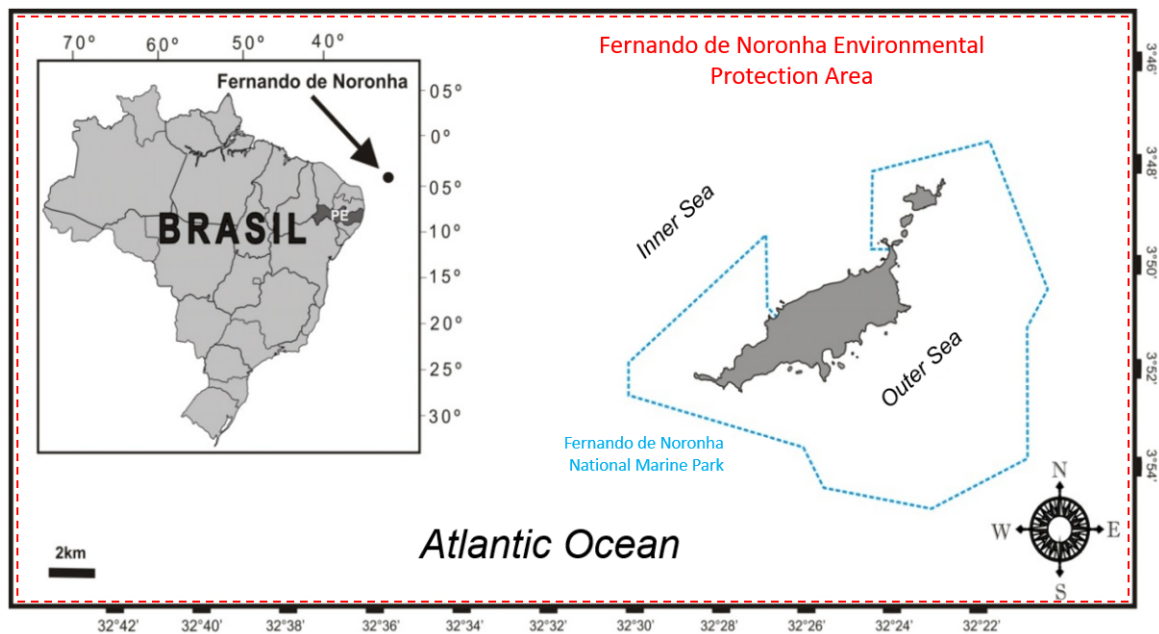 70° 60° 50° 40°
Fernando de Noronha
05°
0°
05°
10°
15°
20°
25°
30°
BRASIL
PE
Fernando de Noronha Environmental
Protection Area
Inner Sea
Outer Sea
Fernando de Noronha
National Marine Park
Atlantic Ocean
2km
N
W
E
S
3°46'
3°48'
3°50'
3°52'
3°54'
32°42' 32°40' 32°38' 32°36' 32°34' 32°32' 32°30' 32°28' 32°26' 32°24' 32°22'